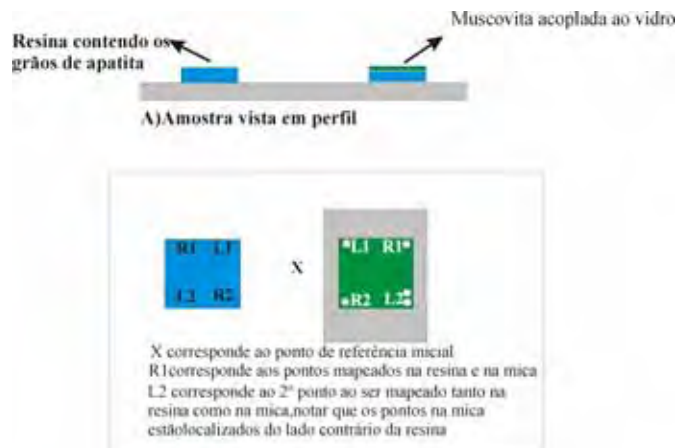 Muscovita acoplada ao vidro
Resina contendo os
grãos de apatita
A)Amostra vista em perfil
R1 L1
L2 R2
X
L1 R1
R2 L2
X corresponde ao ponto de referência inicial
R1corresponde aos pontos mapeados na resina e na mica
L2 corresponde ao 2º ponto ao ser mapeado tanto na
resina como na mica,notar que os pontos na mica
estãolocalizados do lado contrário da resina